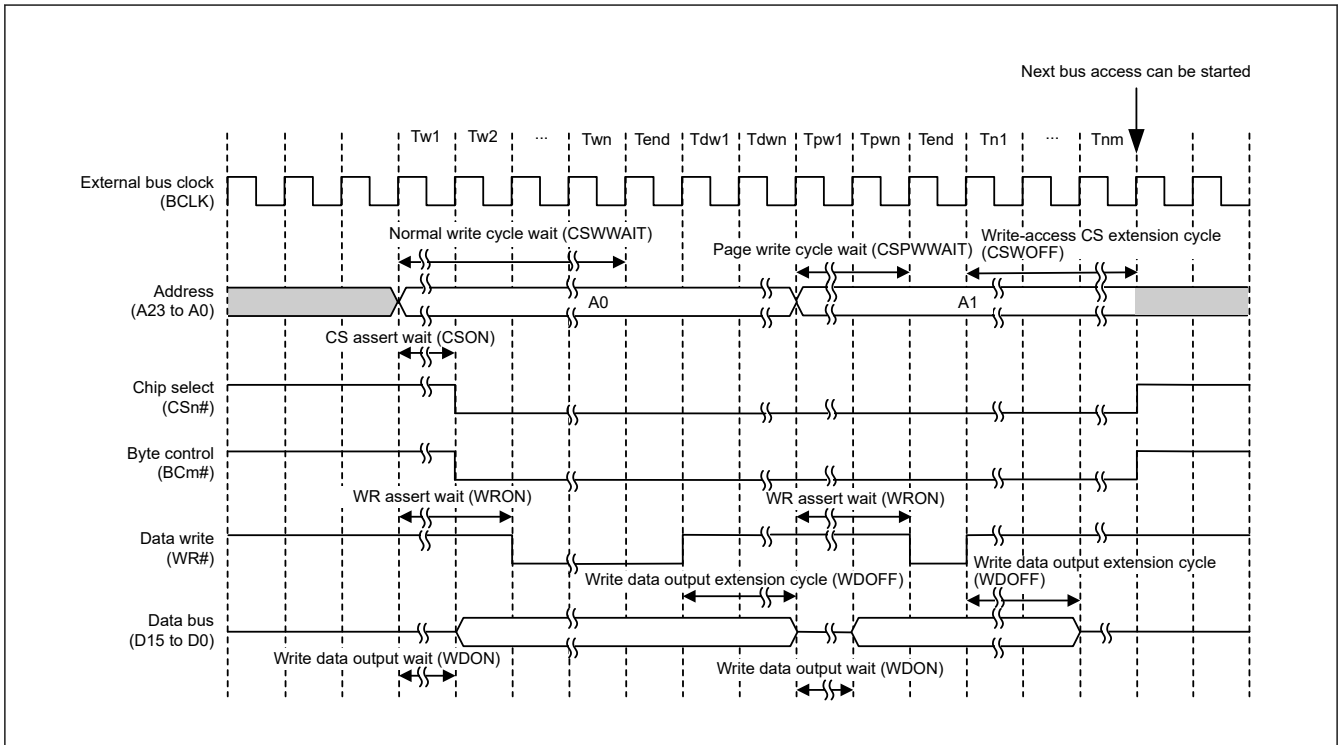 Next bus access can be started
Tw1 Tw2 ... Twn Tend Tdw1 Tdwn Tpw1 Tpwn Tend Tn1 ... Tnm
External bus clock
(BCLK)
Normal write cycle wait (CSWWAIT)
Page write cycle wait (CSPWWAIT)
Write-access CS extension cycle
(CSWOFF)
Address
(A23 to A0)
A0
A1
CS assert wait (CSON)
Chip select
(CSn#)
Byte control
(BCm#)
WR assert wait (WRON)
WR assert wait (WRON)
Data write
(WR#)
Write data output extension cycle (WDOFF)
Write data output extension cycle
(WDOFF)
Data bus
(D15 to D0)
Write data output wait (WDON)
Write data output wait (WDON)